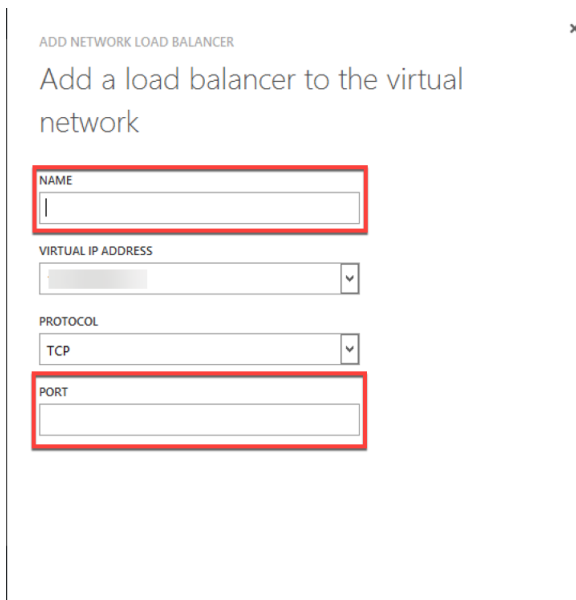 ADD NETWORK LOAD BALANCER
Add a load balancer to the virtual
network
NAME
VIRTUAL IP ADDRESS
PROTOCOL
TCP
PORT